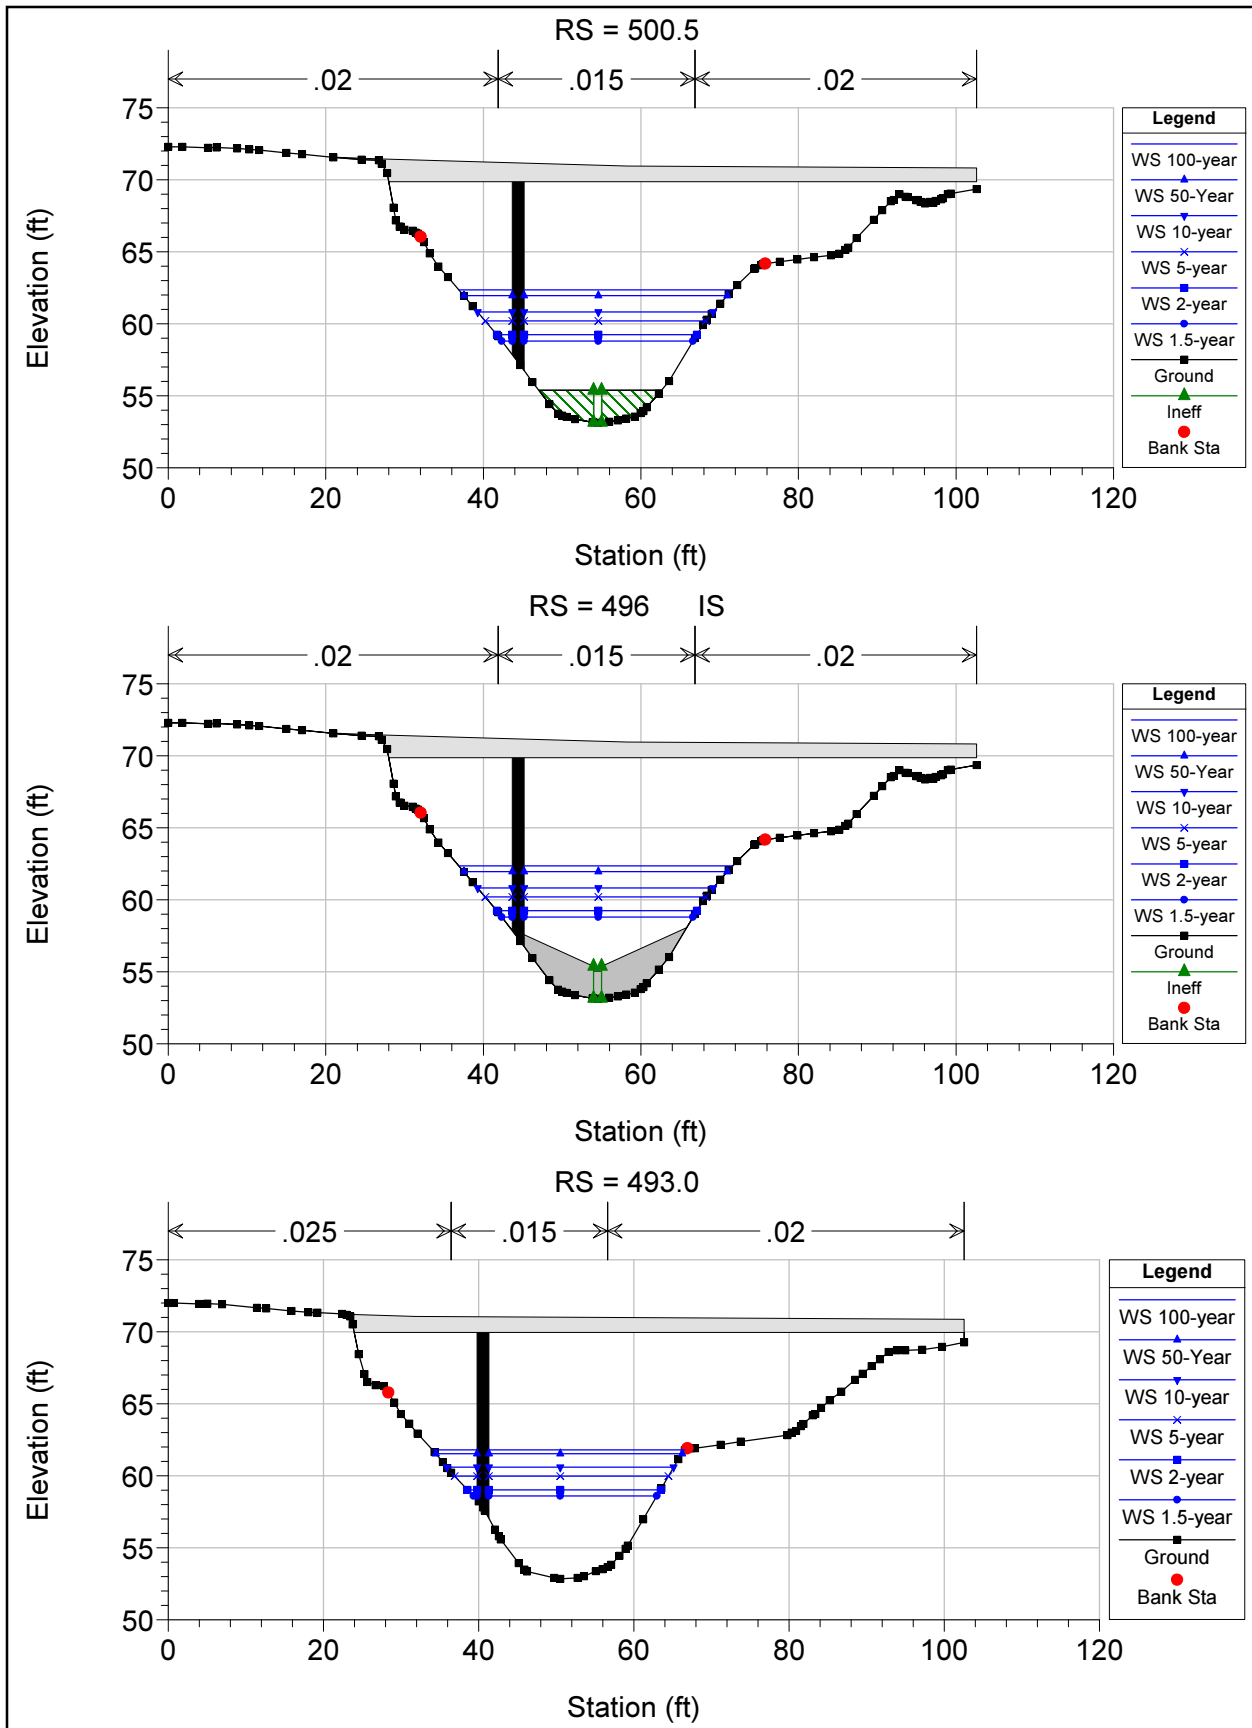 RS = 500.5
.02 .015 .02
75
70
65
60
55
50
Elevation (ft)
0 20 40 60 80 100 120
Station (ft)
Legend
WS 100-year
WS 50-Year
WS 10-year
WS 5-year
WS 2-year
WS 1.5-year
Ground
Ineff
Bank Sta
RS = 496 IS
.02 .015 .02
75
70
65
60
55
50
Elevation (ft)
0 20 40 60 80 100 120
Station (ft)
Legend
WS 100-year
WS 50-Year
WS 10-year
WS 5-year
WS 2-year
WS 1.5-year
Ground
Ineff
Bank Sta
RS = 493.0
.025 .015 .02
75
70
65
60
55
50
Elevation (ft)
0 20 40 60 80 100 120
Station (ft)
Legend
WS 100-year
WS 50-Year
WS 10-year
WS 5-year
WS 2-year
WS 1.5-year
Ground
Bank Sta